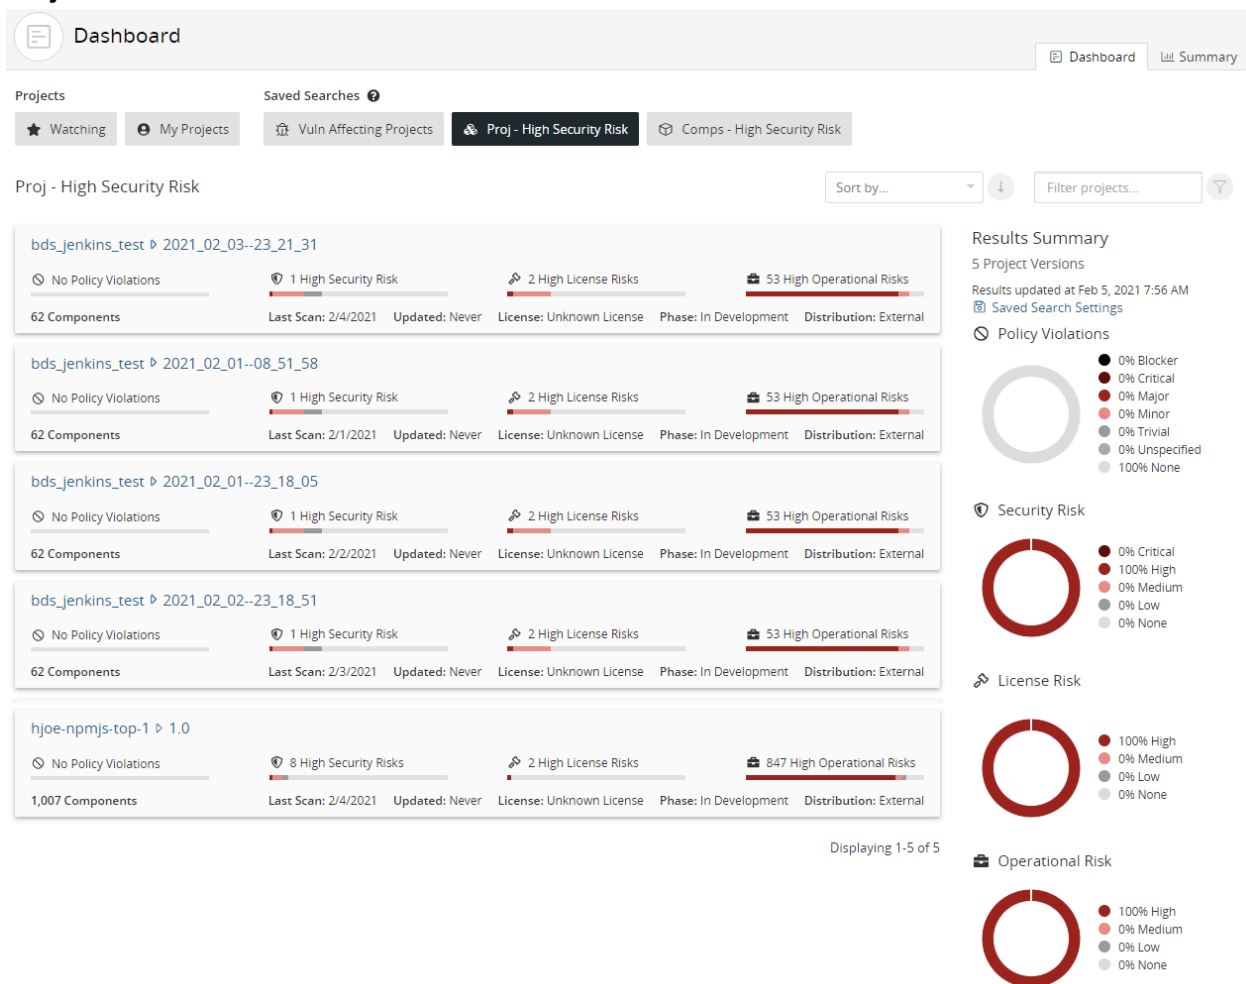 Dashboard
Dashboard
Summary
Projects
Saved Searches
Watching
My Projects
Vuln Affecting Projects
Proj - High Security Risk
Comps - High Security Risk
Proj - High Security Risk
Sort by...
Filter projects...
bds_jenkins_test 2021_02_03--23_21_31
No Policy Violations 1 High Security Risk 2 High License Risks 53 High Operational Risks
62 Components Last Scan: 2/4/2021 Updated: Never License: Unknown License Phase: In Development Distribution: External
bds_jenkins_test 2021_02_01--08_51_58
No Policy Violations 1 High Security Risk 2 High License Risks 53 High Operational Risks
62 Components Last Scan: 2/1/2021 Updated: Never License: Unknown License Phase: In Development Distribution: External
bds_jenkins_test 2021_02_01--23_18_05
No Policy Violations 1 High Security Risk 2 High License Risks 53 High Operational Risks
62 Components Last Scan: 2/2/2021 Updated: Never License: Unknown License Phase: In Development Distribution: External
bds_jenkins_test 2021_02_02--23_18_51
No Policy Violations 1 High Security Risk 2 High License Risks 53 High Operational Risks
62 Components Last Scan: 2/3/2021 Updated: Never License: Unknown License Phase: In Development Distribution: External
hjoe-npmjs-top-1 1.0
No Policy Violations 8 High Security Risks 2 High License Risks 847 High Operational Risks
1,007 Components Last Scan: 2/4/2021 Updated: Never License: Unknown License Phase: In Development Distribution: External
Displaying 1-5 of 5
Results Summary
5 Project Versions
Results updated at Feb 5, 2021 7:56 AM
Saved Search Settings
Policy Violations
0% Blocker
0% Critical
0% Major
0% Minor
0% Trivial
0% Unspecified
100% None
Security Risk
0% Critical
100% High
0% Medium
0% Low
0% None
License Risk
100% High
0% Medium
0% Low
0% None
Operational Risk
100% High
0% Medium
0% Low
0% None